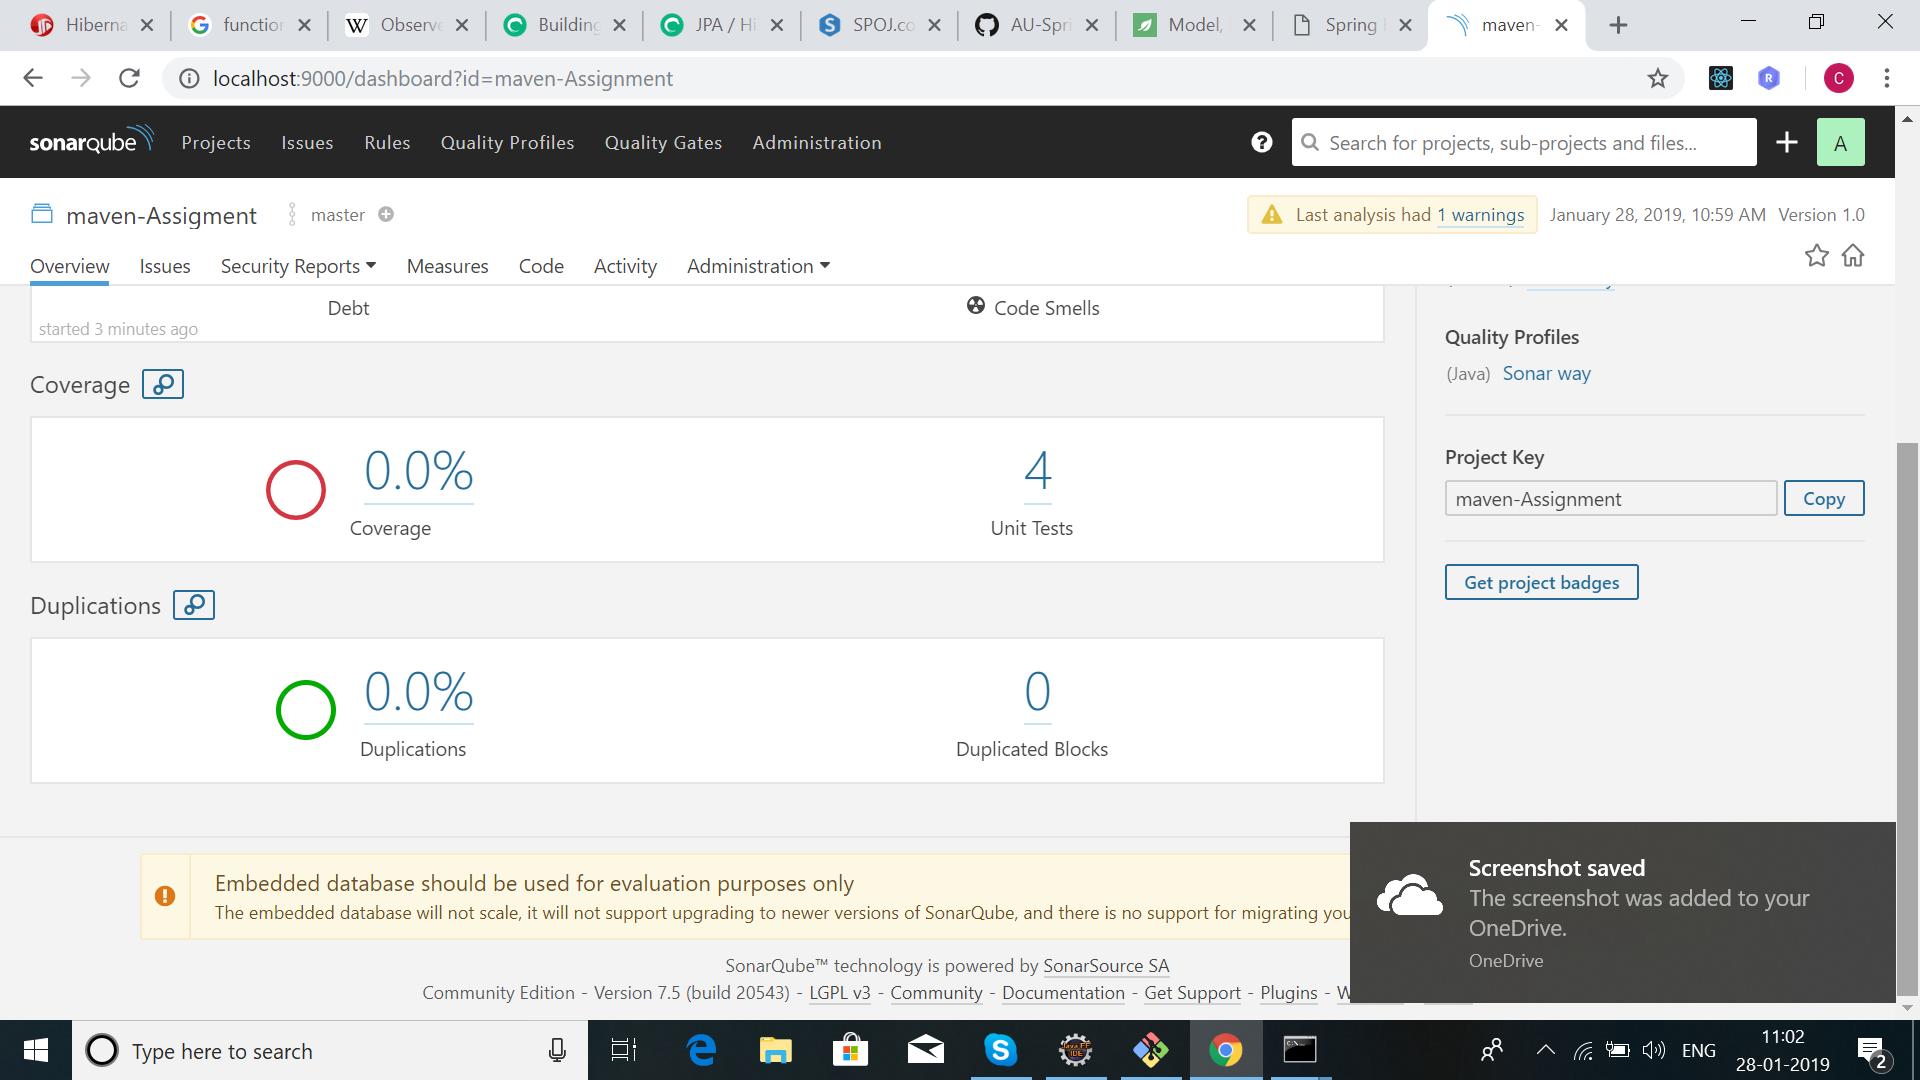 Hiberna
function
W Observe
Building
JPA / Hi
SPOJ.co
AU-Spri
Model,
Spring
maven-
localhost:9000/dashboard?id=maven-Assignment
R
C
sonarqube
Projects
Issues
Rules
Quality Profiles
Quality Gates
Administration
Search for projects, sub-projects and files...
A
maven-Assigment
master
Last analysis had 1 warnings
January 28, 2019, 10:59 AM
Version 1.0
Overview
Issues
Security Reports
Measures
Code
Activity
Administration
Debt
Code Smells
started 3 minutes ago
Coverage
0.0%
Coverage
4
Unit Tests
Duplications
0.0%
Duplications
0
Duplicated Blocks
Quality Profiles
(Java) Sonar way
Project Key
maven-Assignment
Copy
Get project badges
Embedded database should be used for evaluation purposes only
The embedded database will not scale, it will not support upgrading to newer versions of SonarQube, and there is no support for migrating you
SonarQube™ technology is powered by SonarSource SA
Community Edition - Version 7.5 (build 20543) - LGPL v3 - Community - Documentation - Get Support - Plugins - W
Screenshot saved
The screenshot was added to your
OneDrive.
OneDrive
Type here to search
ENG
11:02
28-01-2019
2